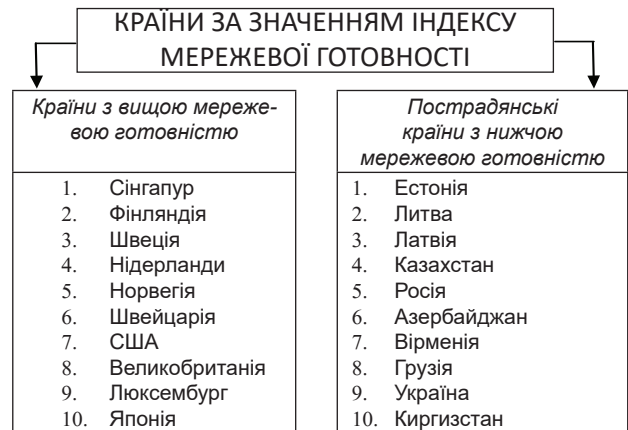 КРАЇНИ ЗА ЗНАЧЕННЯМ ІНДЕКСУ
МЕРЕЖЕВОЇ ГОТОВНОСТІ
Країни з вищою мереже-
вою готовністю
1. Сінгапур
2. Фінляндія
3. Швеція
4. Нідерланди
5. Норвегія
6. Швейцарія
7. США
8. Великобританія
9. Люксембург
10. Японія
Пострадянські
країни з нижчою
мережевою готовністю
1. Естонія
2. Литва
3. Латвія
4. Казахстан
5. Росія
6. Азербайджан
7. Вірменія
8. Грузія
9. Україна
10. Киргизстан